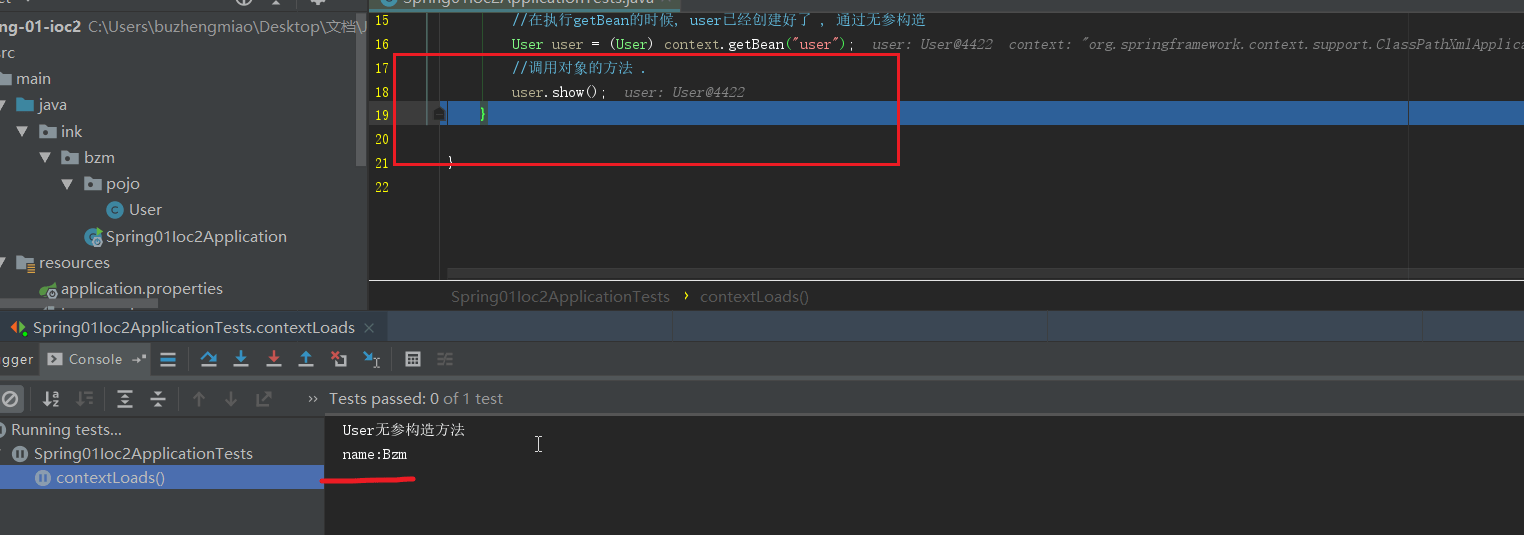 ng-01-ioc2 C:\Users\buzhengmiao\Desktop\文档\J
src
main
java
ink
bzm
pojo
User
Spring01Ioc2Application
resources
application.properties
Spring01Ioc2ApplicationTests.java
15 //在执行getBean的时候, user已经创建好了 , 通过无参构造
16 User user = (User) context.getBean("user"); user: User@4422 context: "org.springframework.context.support.ClassPathXmlApplica
17 //调用对象的方法 .
18 user.show(); user: User@4422
19 }
20
21 }
22
Spring01Ioc2ApplicationTests › contextLoads()
Spring01Ioc2ApplicationTests.contextLoads ×
gger Console
» Tests passed: 0 of 1 test
Running tests...
Spring01Ioc2ApplicationTests
contextLoads()
User无参构造方法
name:Bzm